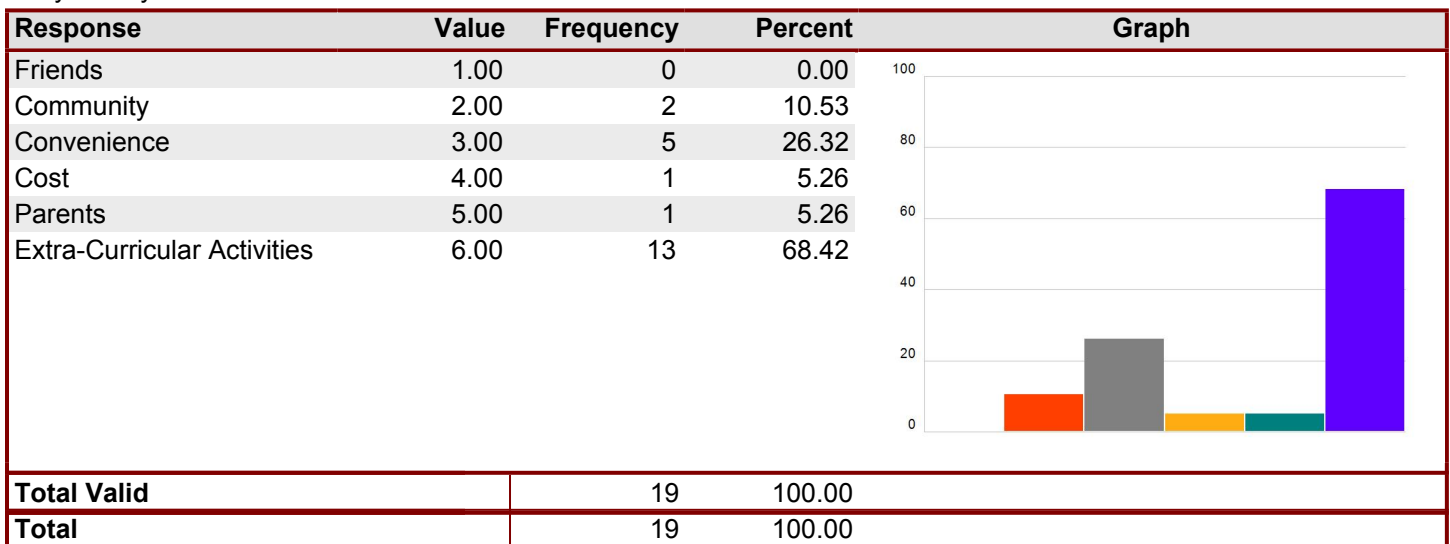 Response Value Frequency Percent Graph
Friends 1.00 0 0.00
Community 2.00 2 10.53
Convenience 3.00 5 26.32
Cost 4.00 1 5.26
Parents 5.00 1 5.26
Extra-Curricular Activities 6.00 13 68.42
100
80
60
40
20
0
Total Valid 19 100.00
Total 19 100.00